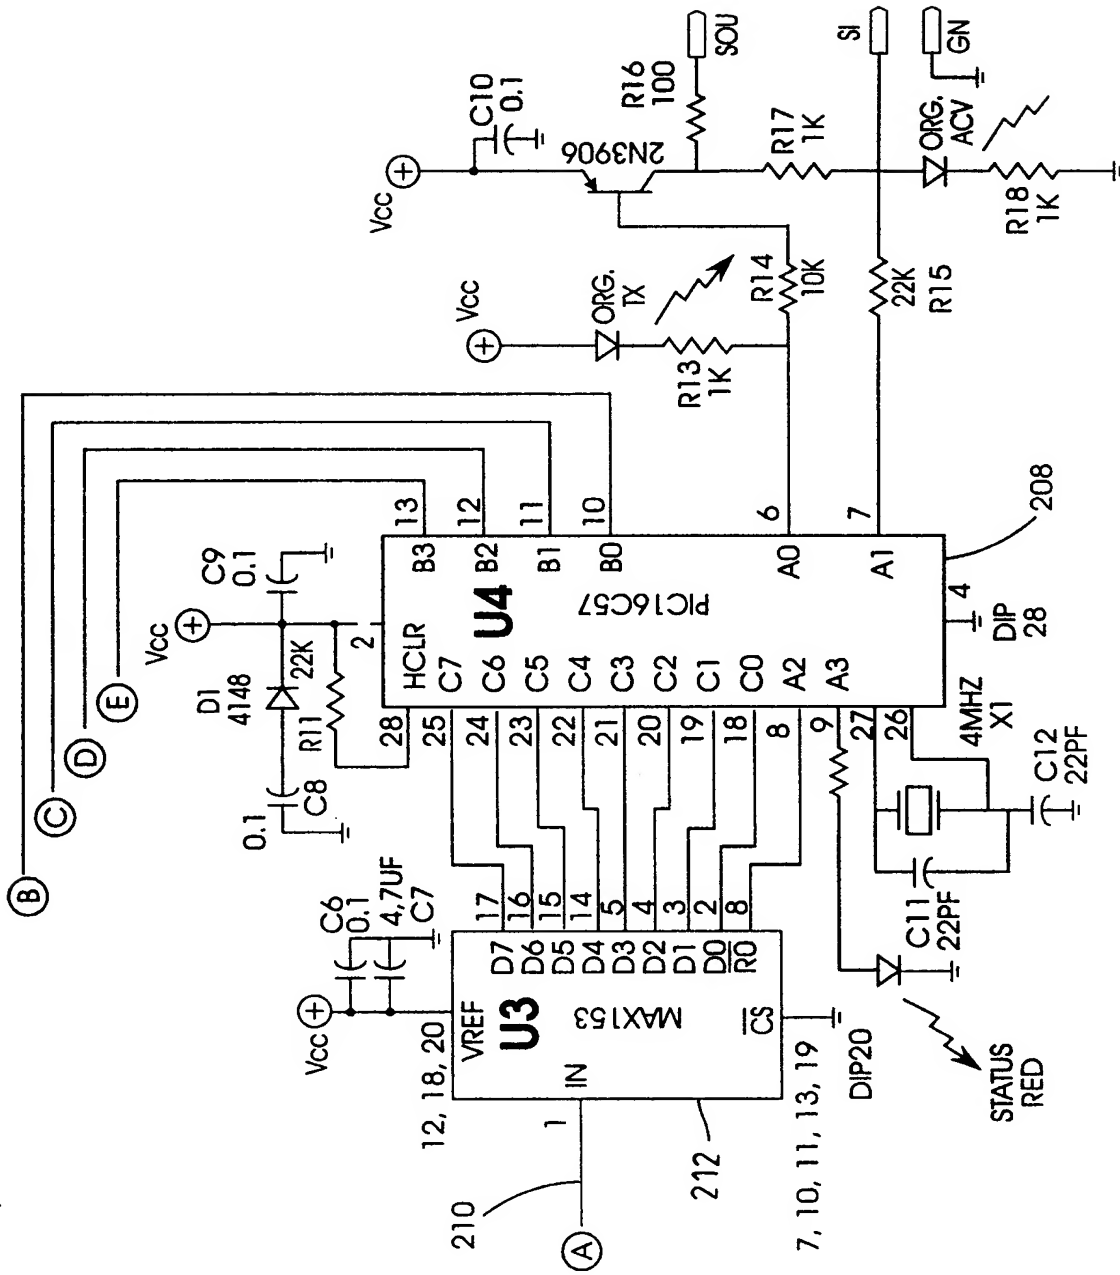 B
C
D
E
Vcc
C9
0.1
D1
4148
22K
R11
0.1
C8
Vcc
C6
0.1
4,7UF
C7
12, 18, 20
VREF
U3
MAX153
IN
1
CS
210
A
212
7, 10, 11, 13, 19
DIP20
D7
D6
D5
D4
D3
D2
D1
D0
R0
17
16
15
14
5
4
3
2
8
28
25
24
23
22
21
20
19
18
8
9
27
26
2
HCLR
C7
C6
C5
C4
C3
C2
C1
C0
A2
A3
U4
PIC16C57
B3
B2
B1
B0
A0
A1
13
12
11
10
6
7
208
4
DIP
28
4MHZ
X1
C12
22PF
C11
22PF
STATUS
RED
Vcc
ORG.
TX
R13
1K
R14
10K
22K
R15
Vcc
C10
0.1
2N3906
R16
100
SOU
R17
1K
SI
GN
ORG.
ACV
R18
1K